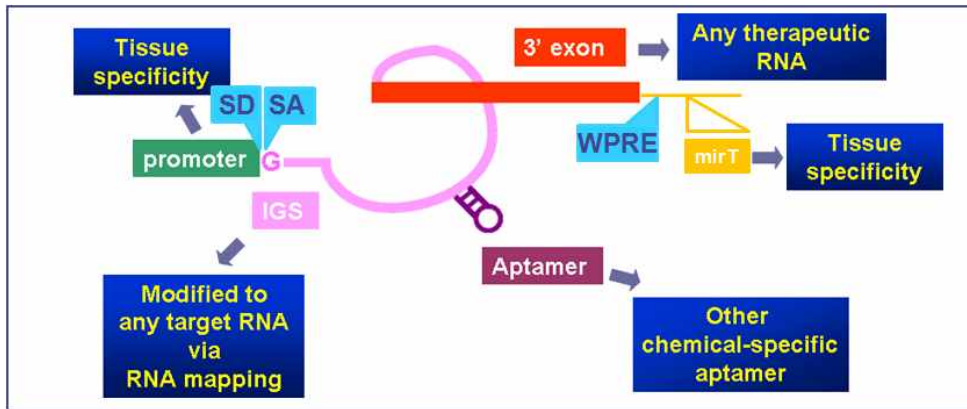 Tissue
specificity
SD SA
promoter G
IGS
Modified to
any target RNA
via
RNA mapping
3' exon
Any therapeutic
RNA
WPRE
mirT
Tissue
specificity
Aptamer
Other
chemical-specific
aptamer